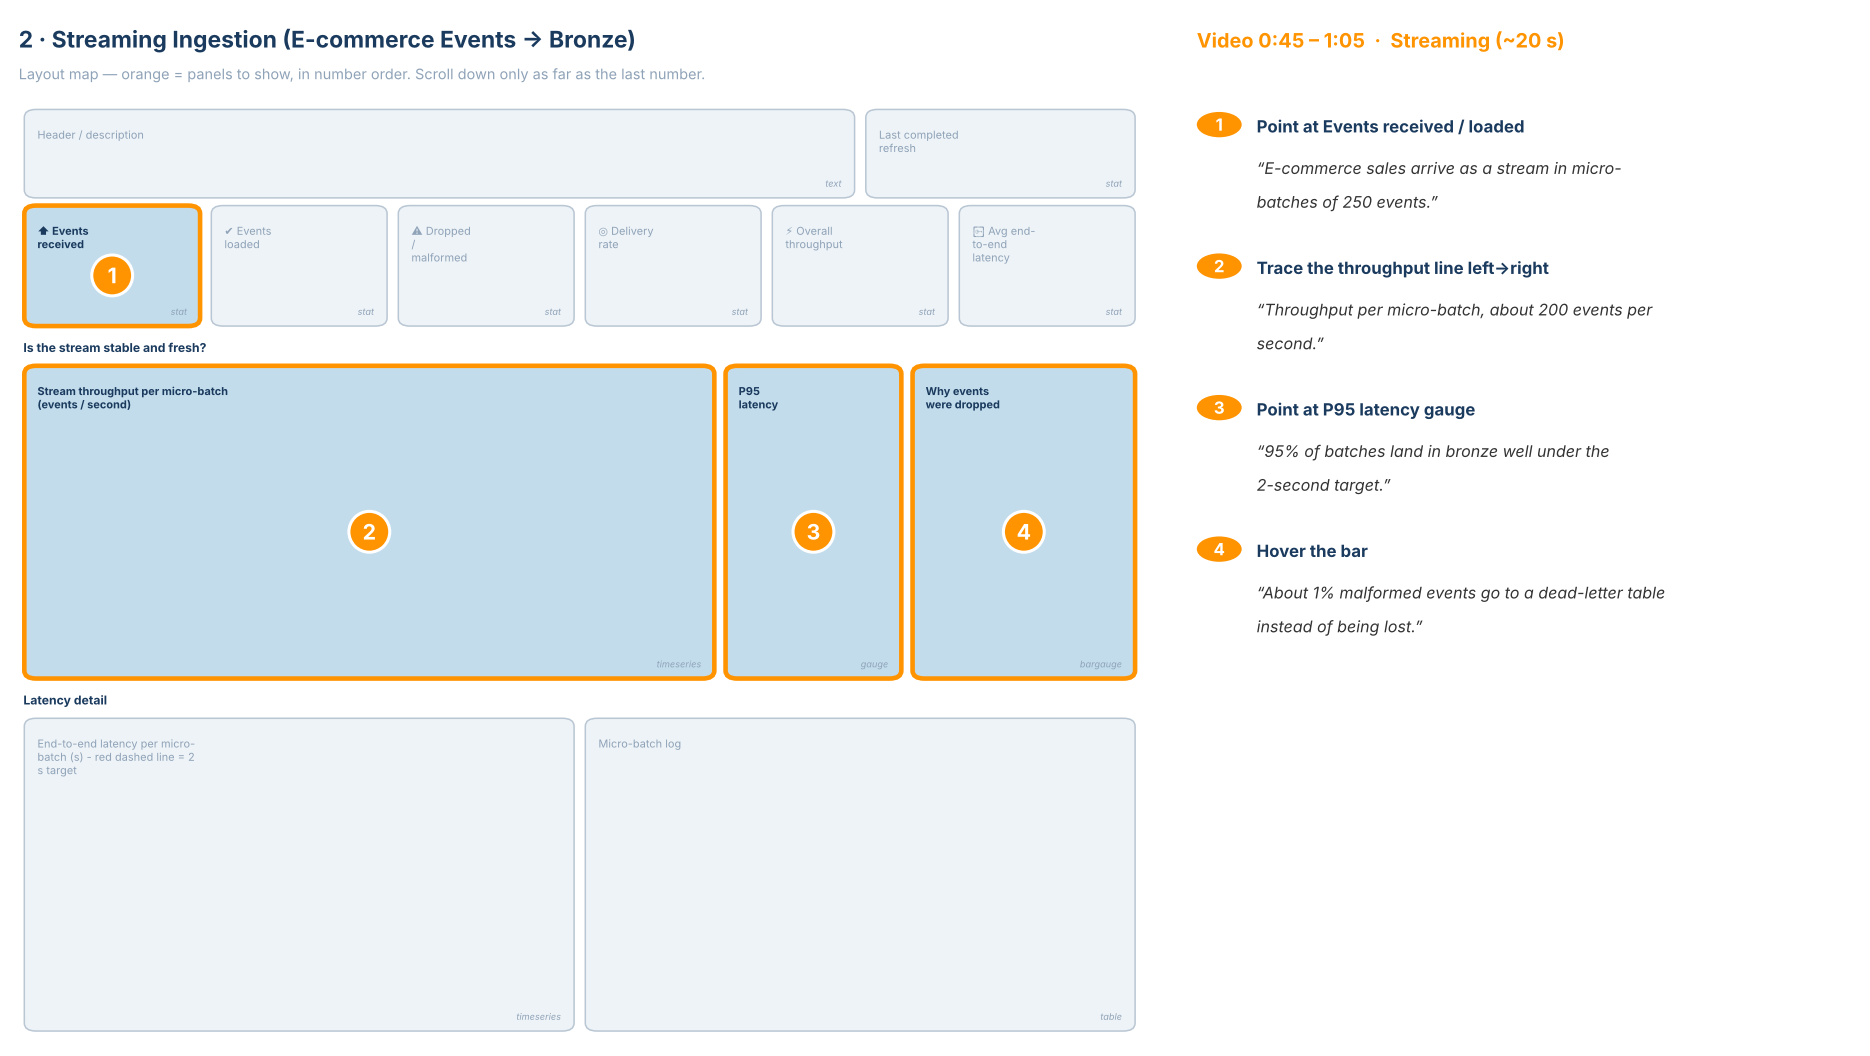 2 · Streaming Ingestion (E-commerce Events → Bronze)
Layout map — orange = panels to show, in number order. Scroll down only as far as the last number.
Header / description
text
Last completed
refresh
stat
⬆ Events
received
1
stat
✔ Events
loaded
stat
⚠ Dropped
/
malformed
stat
◎ Delivery
rate
stat
⚡ Overall
throughput
stat
Avg end-
to-end
latency
stat
Is the stream stable and fresh?
Stream throughput per micro-batch
(events / second)
2
timeseries
P95
latency
3
gauge
Why events
were dropped
4
bargauge
Latency detail
End-to-end latency per micro-
batch (s) - red dashed line = 2
s target
timeseries
Micro-batch log
table
Video 0:45 – 1:05 · Streaming (~20 s)
1 Point at Events received / loaded
“E-commerce sales arrive as a stream in micro-
batches of 250 events.”
2 Trace the throughput line left→right
“Throughput per micro-batch, about 200 events per
second.”
3 Point at P95 latency gauge
“95% of batches land in bronze well under the
2-second target.”
4 Hover the bar
“About 1% malformed events go to a dead-letter table
instead of being lost.”